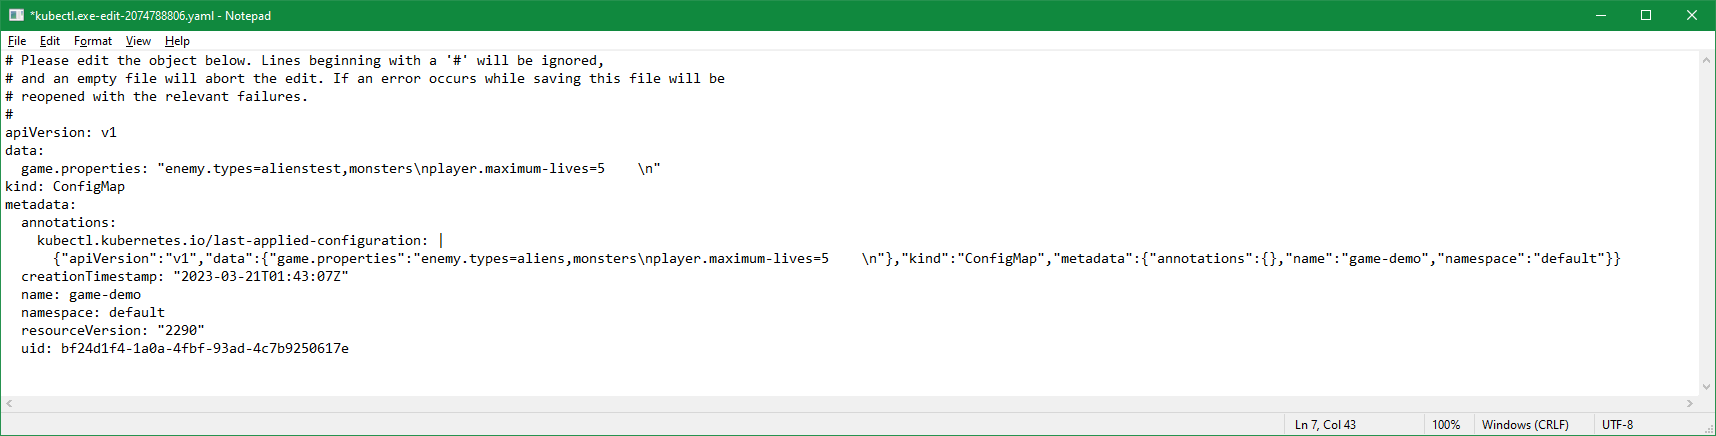 *kubectl.exe-edit-2074788806.yaml - Notepad
File Edit Format View Help
# Please edit the object below. Lines beginning with a '#' will be ignored,
# and an empty file will abort the edit. If an error occurs while saving this file will be
# reopened with the relevant failures.
#
apiVersion: v1
data:
  game.properties: "enemy.types=alienstest,monsters\nplayer.maximum-lives=5    \n"
kind: ConfigMap
metadata:
  annotations:
    kubectl.kubernetes.io/last-applied-configuration: |
      {"apiVersion":"v1","data":{"game.properties":"enemy.types=aliens,monsters\nplayer.maximum-lives=5    \n"},"kind":"ConfigMap","metadata":{"annotations":{},"name":"game-demo","namespace":"default"}}
  creationTimestamp: "2023-03-21T01:43:07Z"
  name: game-demo
  namespace: default
  resourceVersion: "2290"
  uid: bf24d1f4-1a0a-4fbf-93ad-4c7b9250617e
Ln 7, Col 43 100% Windows (CRLF) UTF-8